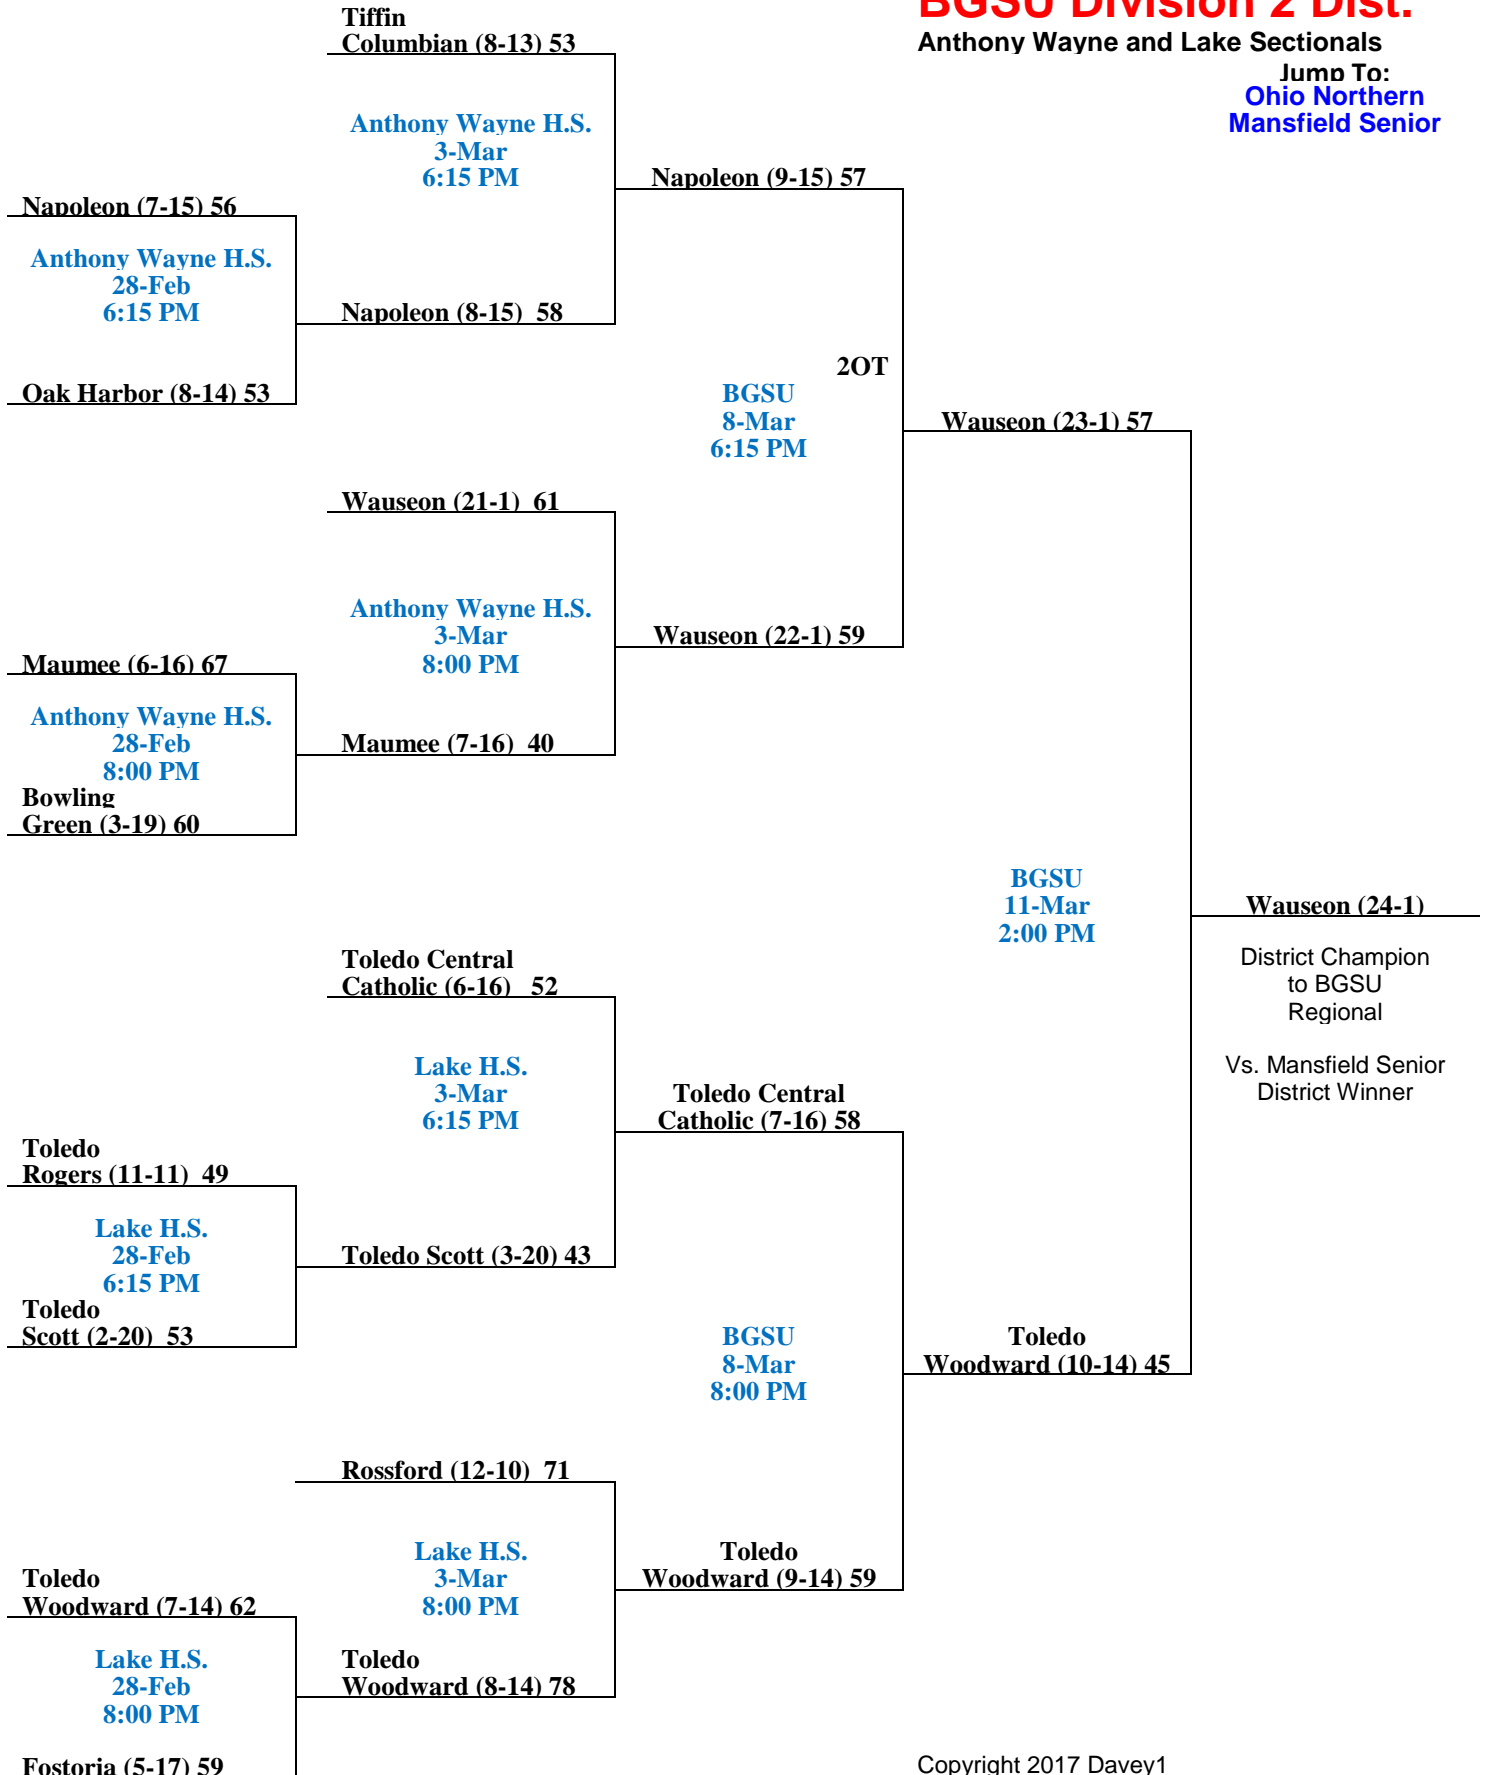 BGSU Division 2 Dist.
Anthony Wayne and Lake Sectionals
Jump To:
Ohio Northern
Mansfield Senior
Tiffin
Columbian (8-13) 53
Anthony Wayne H.S.
3-Mar
6:15 PM
Napoleon (9-15) 57
Napoleon (7-15) 56
Anthony Wayne H.S.
28-Feb
6:15 PM
Napoleon (8-15) 58
Oak Harbor (8-14) 53
2OT
BGSU
8-Mar
6:15 PM
Wauseon (23-1) 57
Wauseon (21-1) 61
Anthony Wayne H.S.
3-Mar
8:00 PM
Wauseon (22-1) 59
Maumee (6-16) 67
Anthony Wayne H.S.
28-Feb
8:00 PM
Maumee (7-16) 40
Bowling
Green (3-19) 60
BGSU
11-Mar
2:00 PM
Wauseon (24-1)
District Champion
to BGSU
Regional
Vs. Mansfield Senior
District Winner
Toledo Central
Catholic (6-16) 52
Lake H.S.
3-Mar
6:15 PM
Toledo Central
Catholic (7-16) 58
Toledo
Rogers (11-11) 49
Lake H.S.
28-Feb
6:15 PM
Toledo Scott (3-20) 43
Toledo
Scott (2-20) 53
BGSU
8-Mar
8:00 PM
Toledo
Woodward (10-14) 45
Rossford (12-10) 71
Lake H.S.
3-Mar
8:00 PM
Toledo
Woodward (9-14) 59
Toledo
Woodward (7-14) 62
Lake H.S.
28-Feb
8:00 PM
Toledo
Woodward (8-14) 78
Fostoria (5-17) 59
Copyright 2017 Davey1